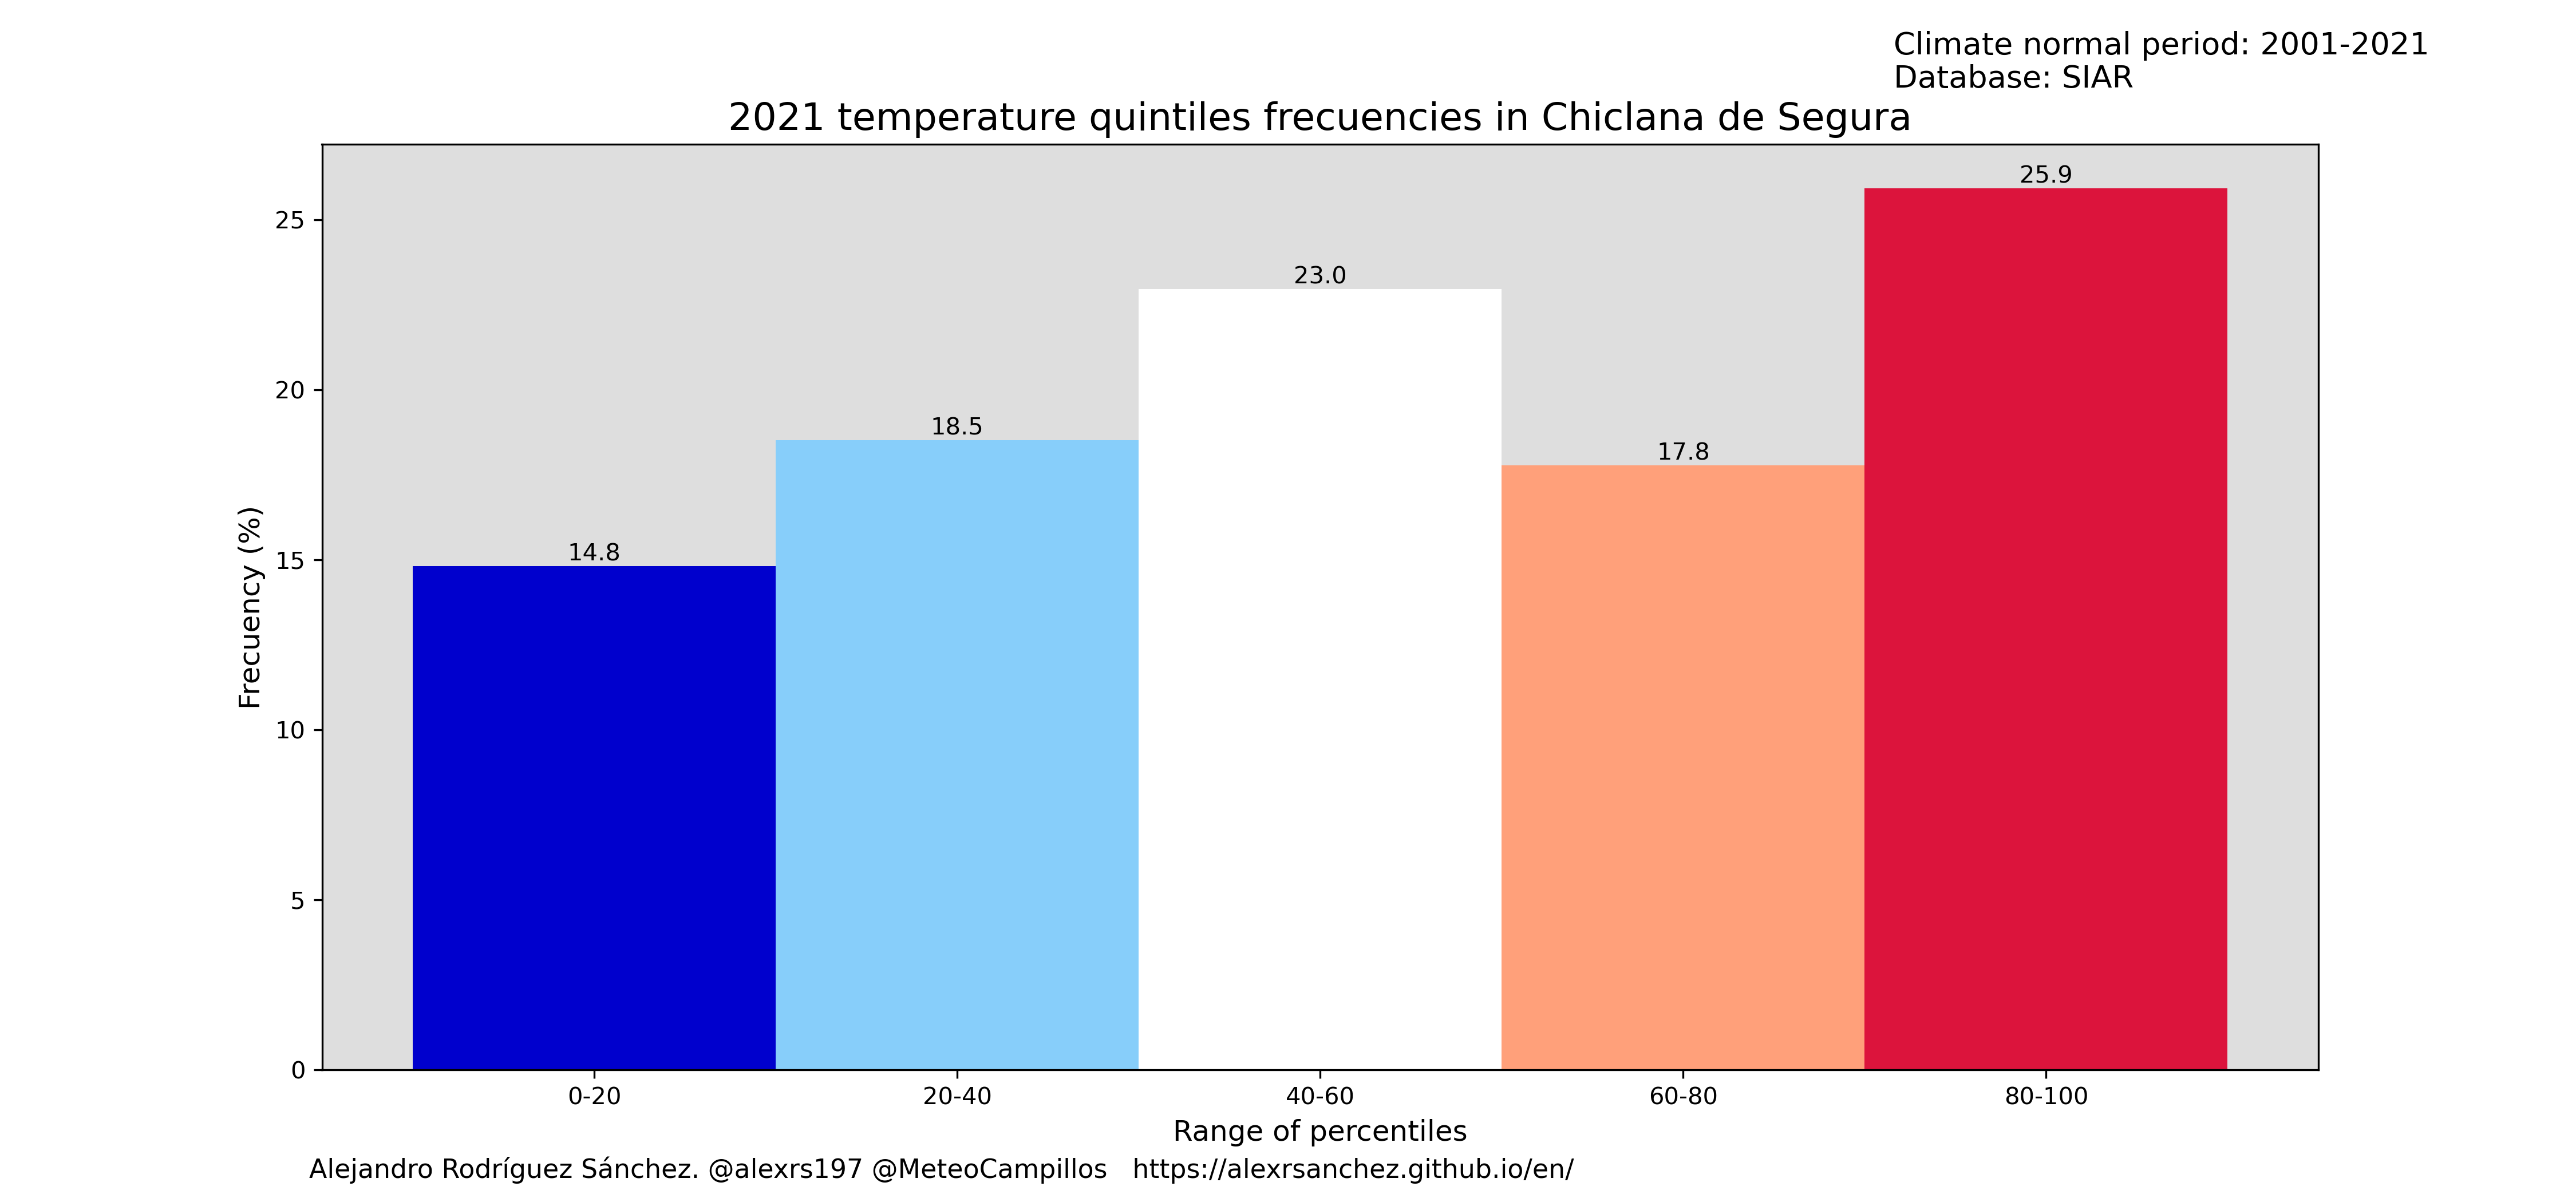 Climate normal period: 2001-2021
Database: SIAR
2021 temperature quintiles frecuencies in Chiclana de Segura
Frecuency (%)
25
20
15
10
5
0
14.8
18.5
23.0
17.8
25.9
0-20
20-40
40-60
60-80
80-100
Range of percentiles
Alejandro Rodríguez Sánchez. @alexrs197 @MeteoCampillos   https://alexrsanchez.github.io/en/